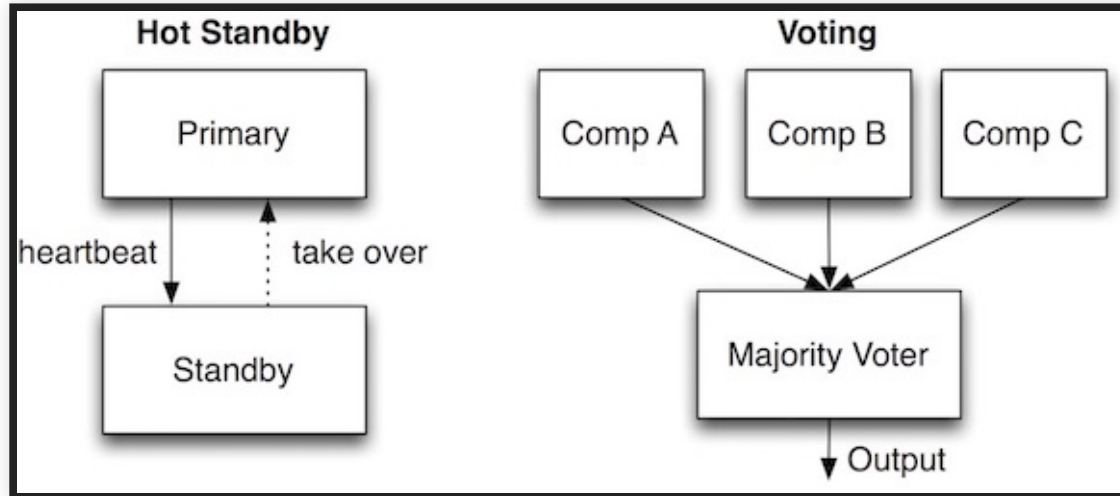 Hot Standby
Primary
heartbeat
take over
Standby
Voting
Comp A
Comp B
Comp C
Majority Voter
Output